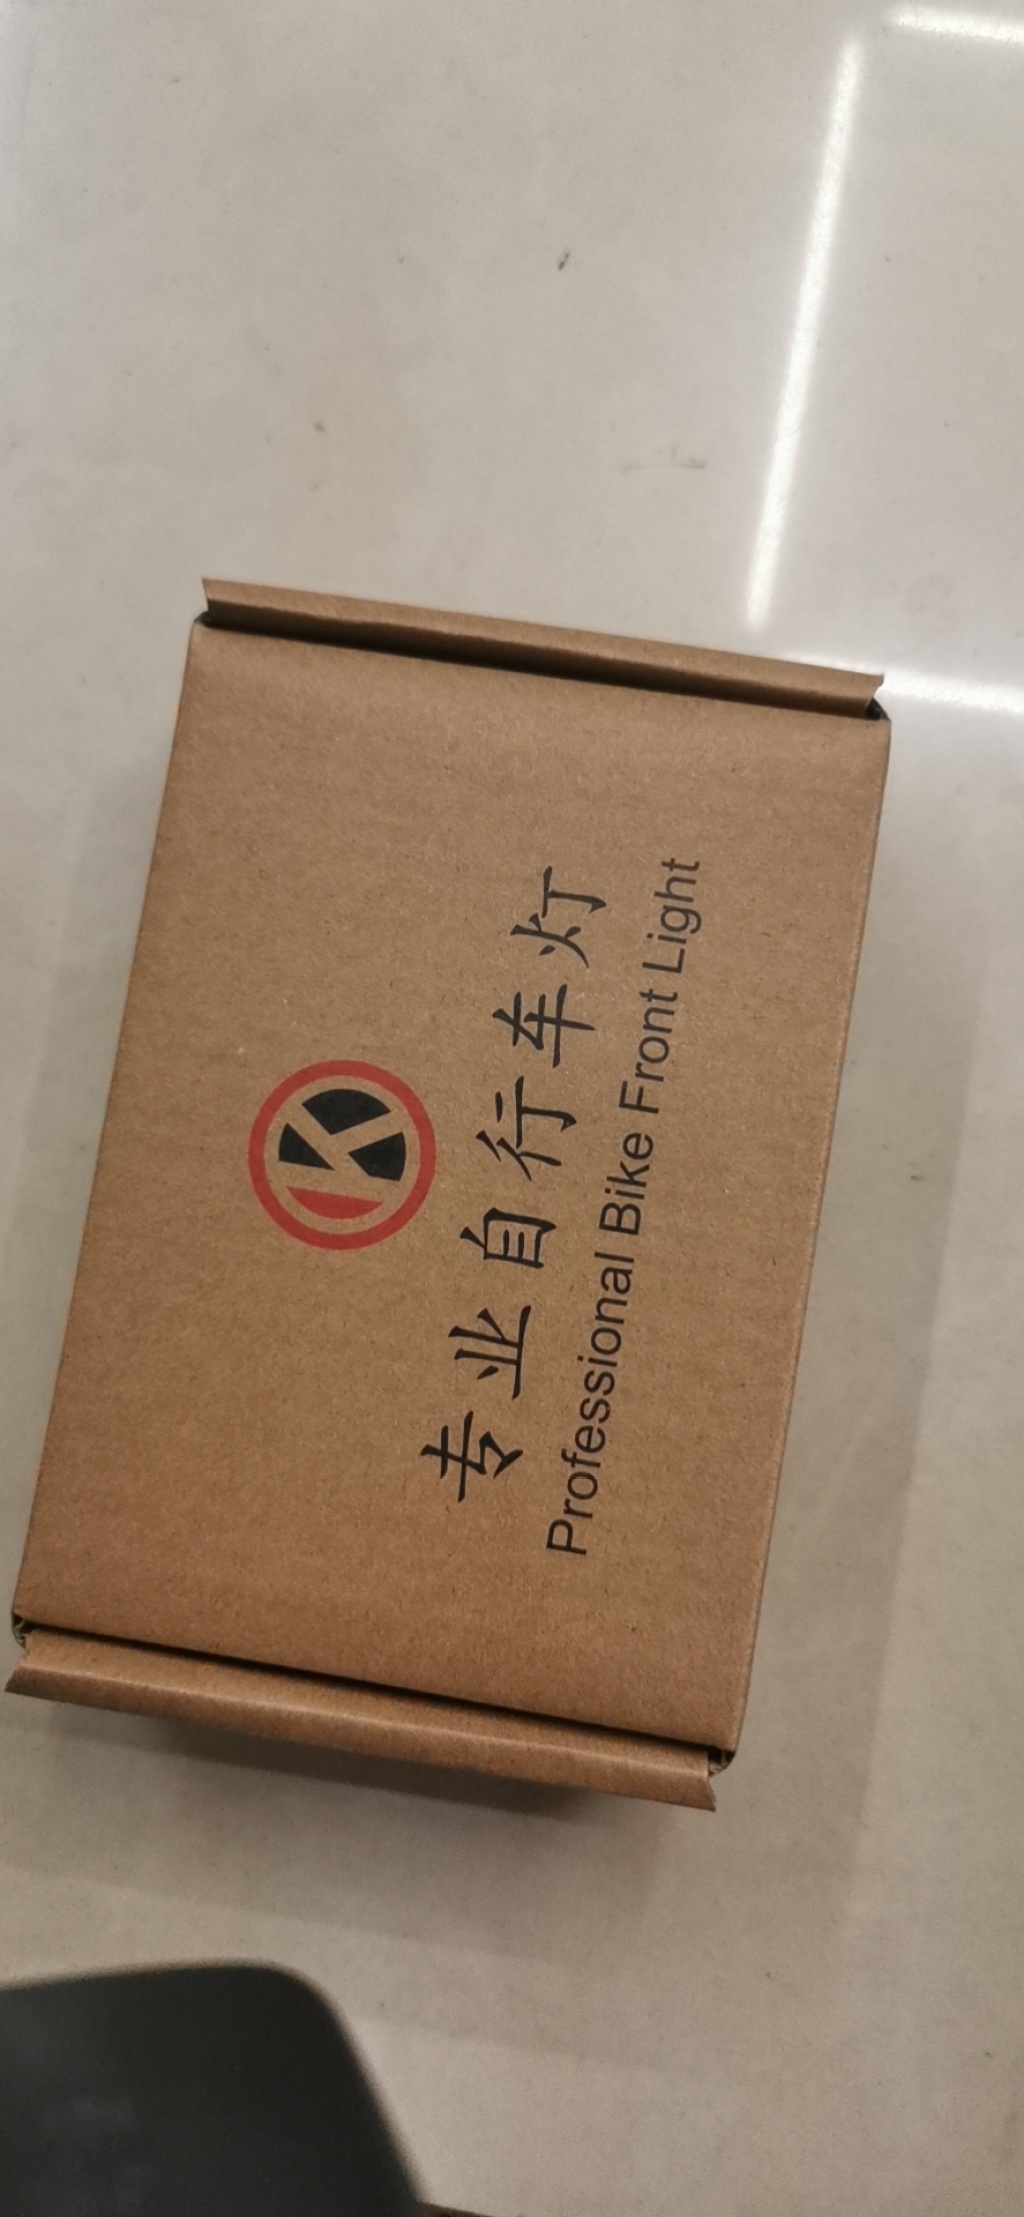 专业自行车灯
Professional Bike Front Light